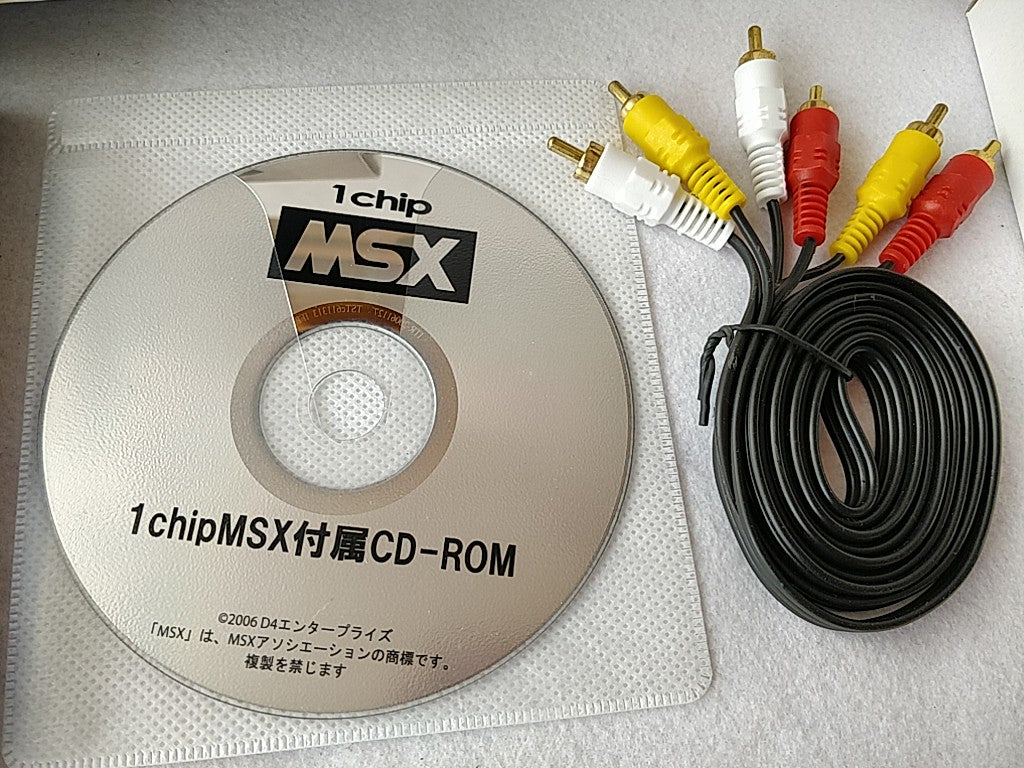 1chip
MSX
1chipMSX付属CD-ROM
©2006 D4エンタープライズ
「MSX」は、MSXアソシエーションの商標です。
複製を禁じます